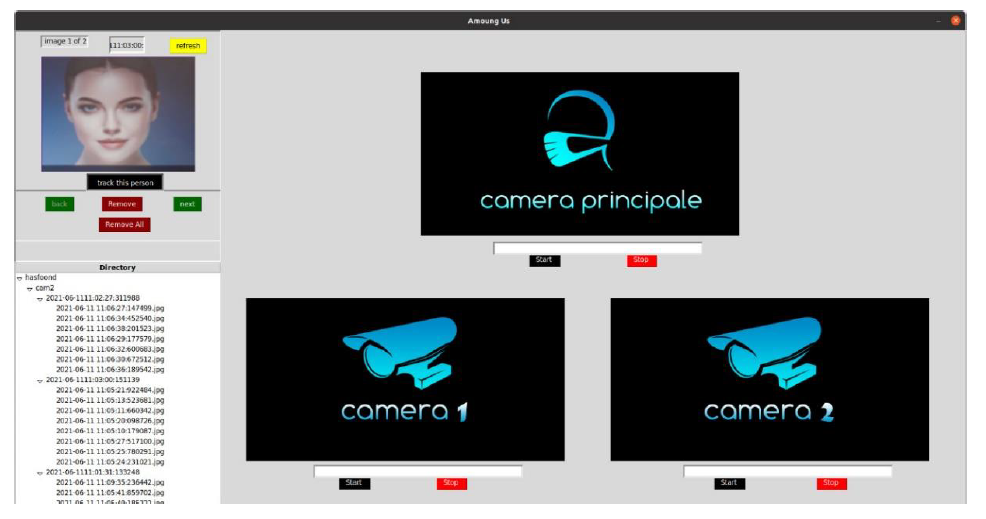 Amoung Us
image 1 of 2
111:03:00:
refresh
track this person
back
Remove
next
Remove All
Directory
hasfoond
cam2
2021-06-1111:02:27:311988
2021-06-11 11:06:27:147499.jpg
2021-06-11 11:06:34:452540.jpg
2021-06-11 11:06:38:201523.jpg
2021-06-11 11:06:29:177579.jpg
2021-06-11 11:06:32:600683.jpg
2021-06-11 11:06:30:672512.jpg
2021-06-11 11:06:36:189542.jpg
2021-06-1111:03:00:151139
2021-06-11 11:05:21:922484.jpg
2021-06-11 11:05:13:523681.jpg
2021-06-11 11:05:11:660342.jpg
2021-06-11 11:05:20:098726.jpg
2021-06-11 11:05:10:179087.jpg
2021-06-11 11:05:27:517100.jpg
2021-06-11 11:05:25:780291.jpg
2021-06-11 11:05:24:231021.jpg
2021-06-1111:01:31:133248
2021-06-11 11:09:35:236442.jpg
2021-06-11 11:05:41:859702.jpg
camera principale
Start
Stop
camera 1
Start
Stop
camera 2
Start
Stop